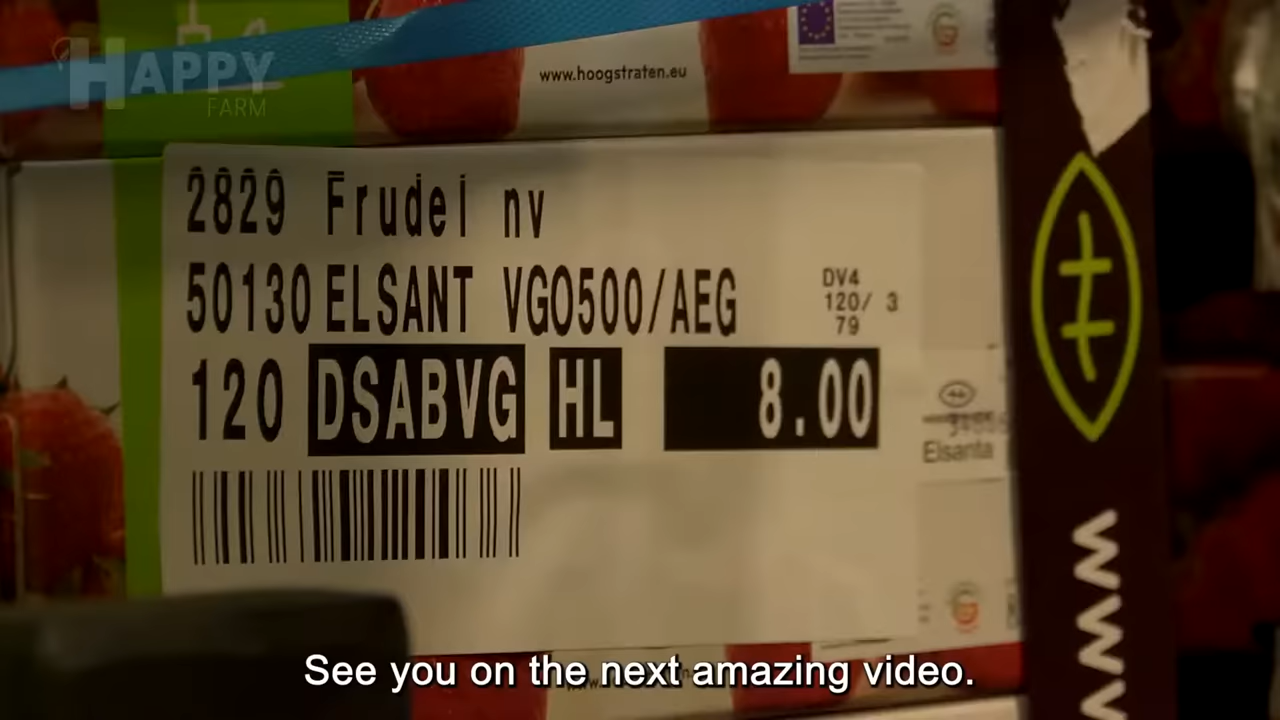 HAPPY
FARM
www.hoogstraten.eu
2829 Frudel nv
50130 ELSANT VGO500/AEG
DV4
120/ 3
79
120 DSABVG HL 8.00
Elsanta
See you on the next amazing video.